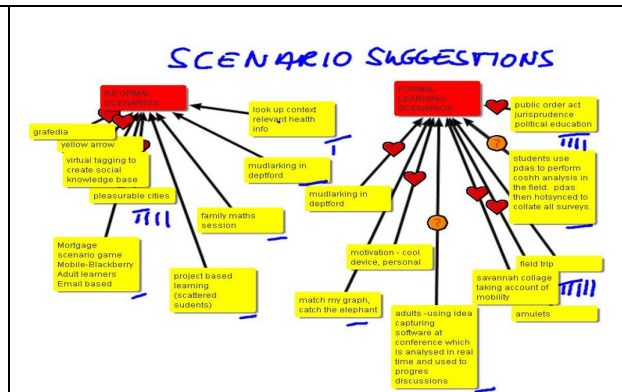 SCENARIO SUGGESTIONS
INFORMAL
SCENARIOS
look up context
relevant health
info
grafedia
yellow arrow
virtual tagging to
create social
knowledge base
pleasurable cities
mudlarking in
deptford
family maths
session
Mortgage
scenario game
Mobile-Blackberry
Adult learners
Email based
project based
learning
(scattered
sudents)
FORMAL
LEARNING
SCENARIOS
public order act
jurisprudence
political education
?
students use
pdas to perform
coshh analysis in
the field. pdas
then hotsynced to
collate all surveys.
mudlarking in
deptford
?
motivation - cool
device, personal
field trip
savannah collage
taking account of
mobility
amulets
match my graph,
catch the elephant
adults -using idea
capturing
software at
conference which
is analysed in real
time and used to
progres
discussions